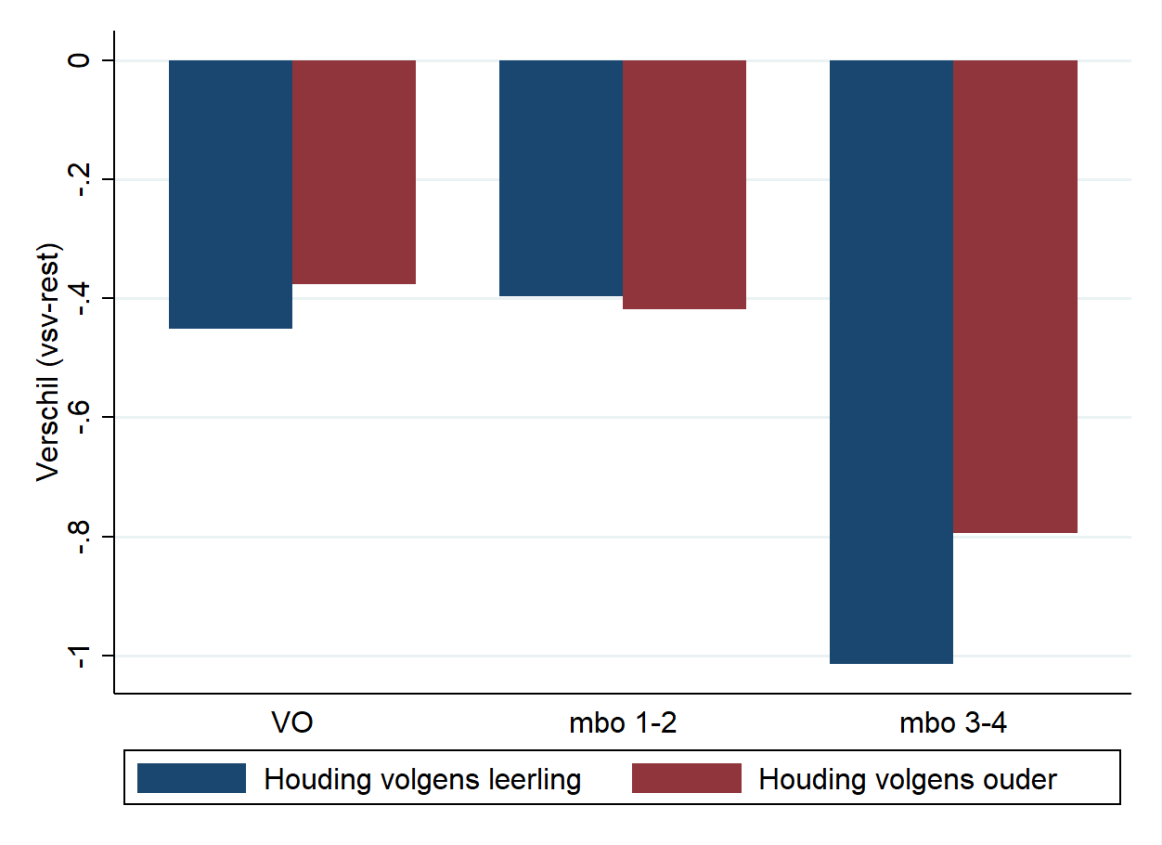 Verschil (vsv-rest)
0
-.2
-.4
-.6
-.8
-1
VO
mbo 1-2
mbo 3-4
Houding volgens leerling
Houding volgens ouder